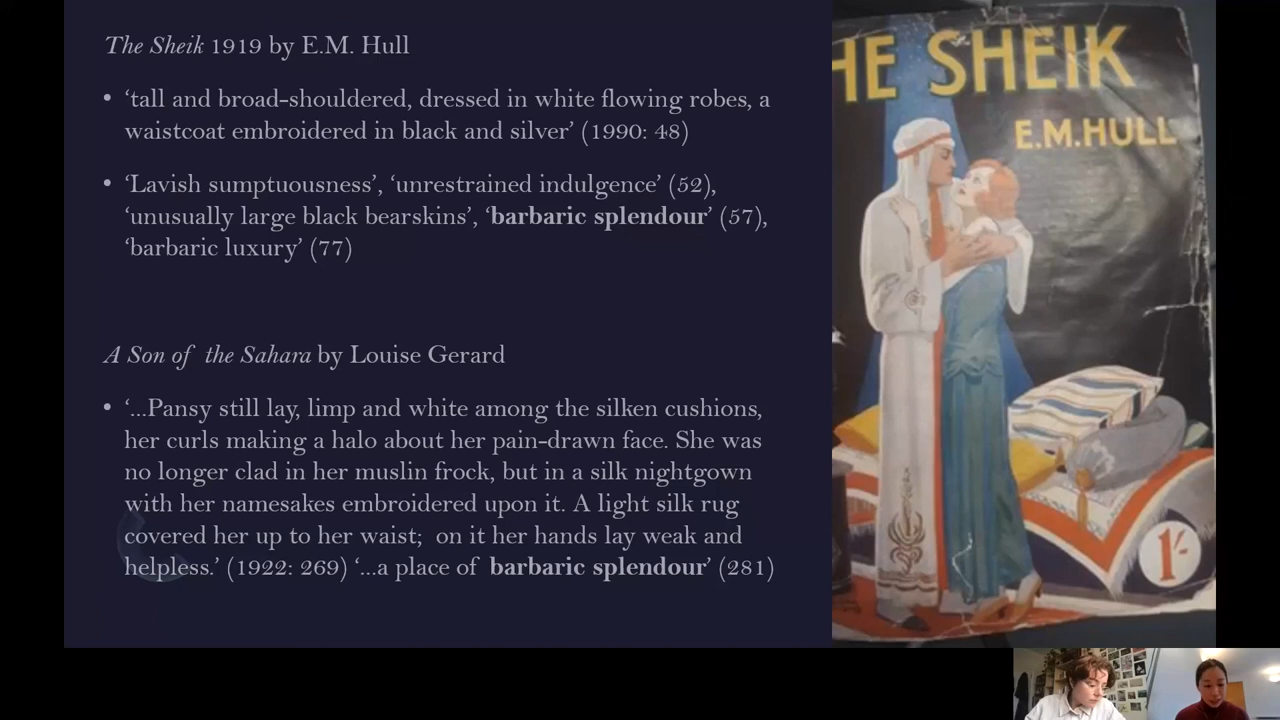 The Sheik 1919 by E.M. Hull
• ‘tall and broad-shouldered, dressed in white flowing robes, a
waistcoat embroidered in black and silver’ (1990: 48)
• ‘Lavish sumptuousness’, ‘unrestrained indulgence’ (52),
‘unusually large black bearskins’, ‘barbaric splendour’ (57),
‘barbaric luxury’ (77)
A Son of the Sahara by Louise Gerard
• ‘...Pansy still lay, limp and white among the silken cushions,
her curls making a halo about her pain-drawn face. She was
no longer clad in her muslin frock, but in a silk nightgown
with her namesakes embroidered upon it. A light silk rug
covered her up to her waist; on it her hands lay weak and
helpless.’ (1922: 269) ‘...a place of barbaric splendour’ (281)
HE SHEIK
E.M.HULL
1/-